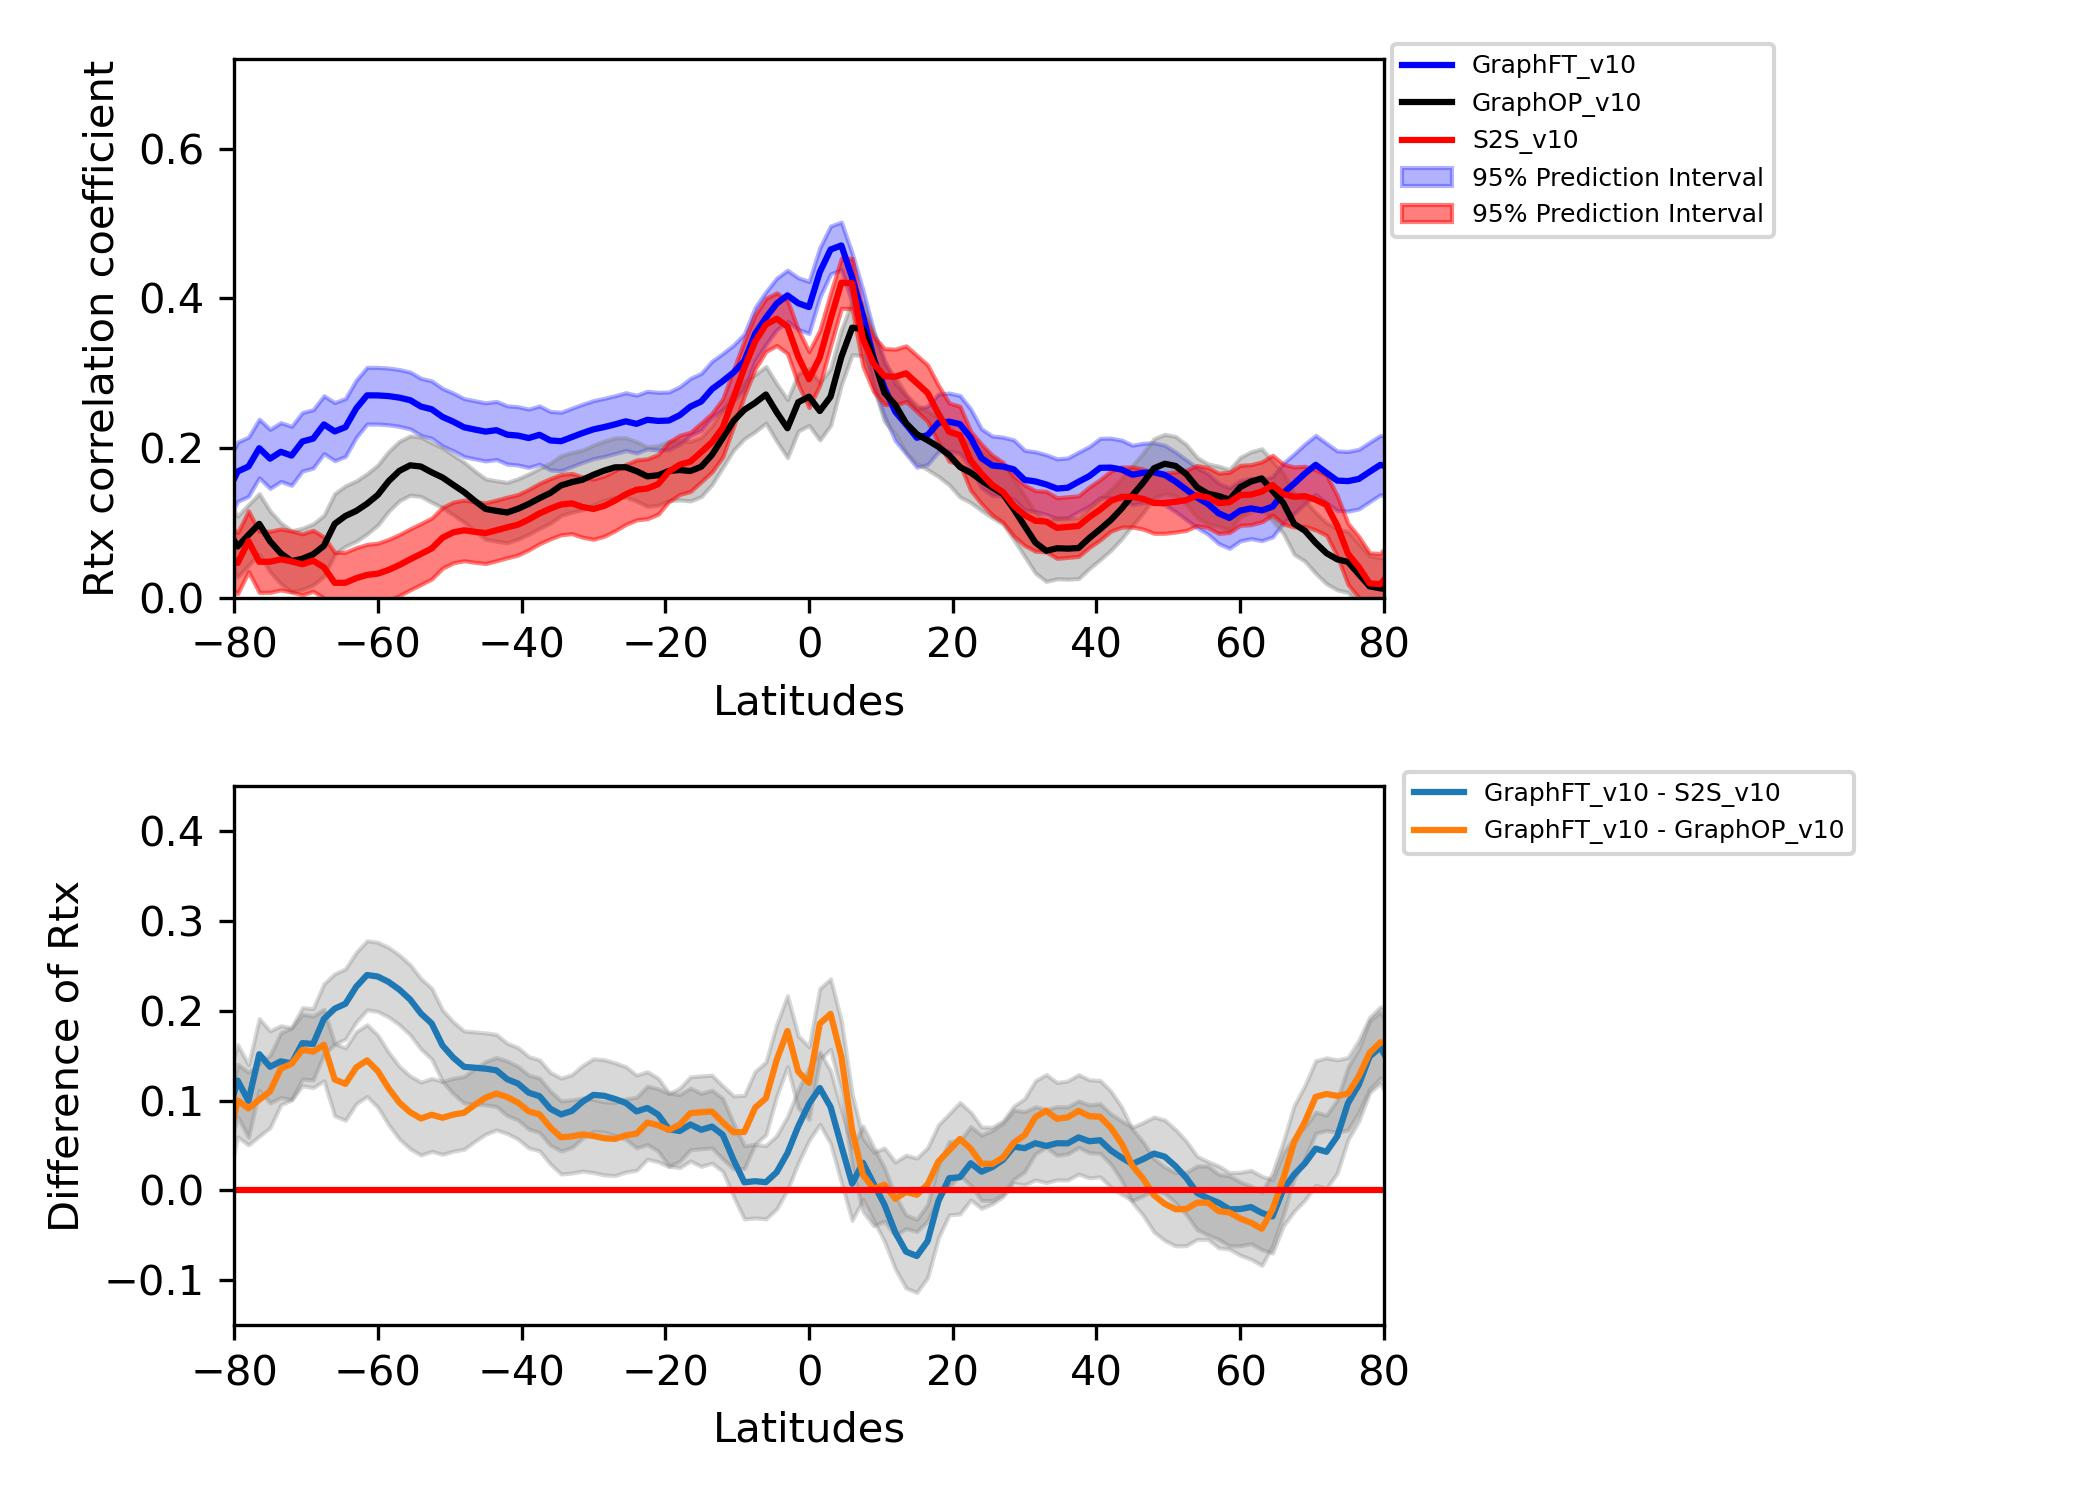 Rtx correlation coefficient
0.6
0.4
0.2
0.0
−80 −60 −40 −20 0 20 40 60 80
Latitudes
GraphFT_v10
GraphOP_v10
S2S_v10
95% Prediction Interval
95% Prediction Interval
Difference of Rtx
0.4
0.3
0.2
0.1
0.0
−0.1
−80 −60 −40 −20 0 20 40 60 80
Latitudes
GraphFT_v10 - S2S_v10
GraphFT_v10 - GraphOP_v10